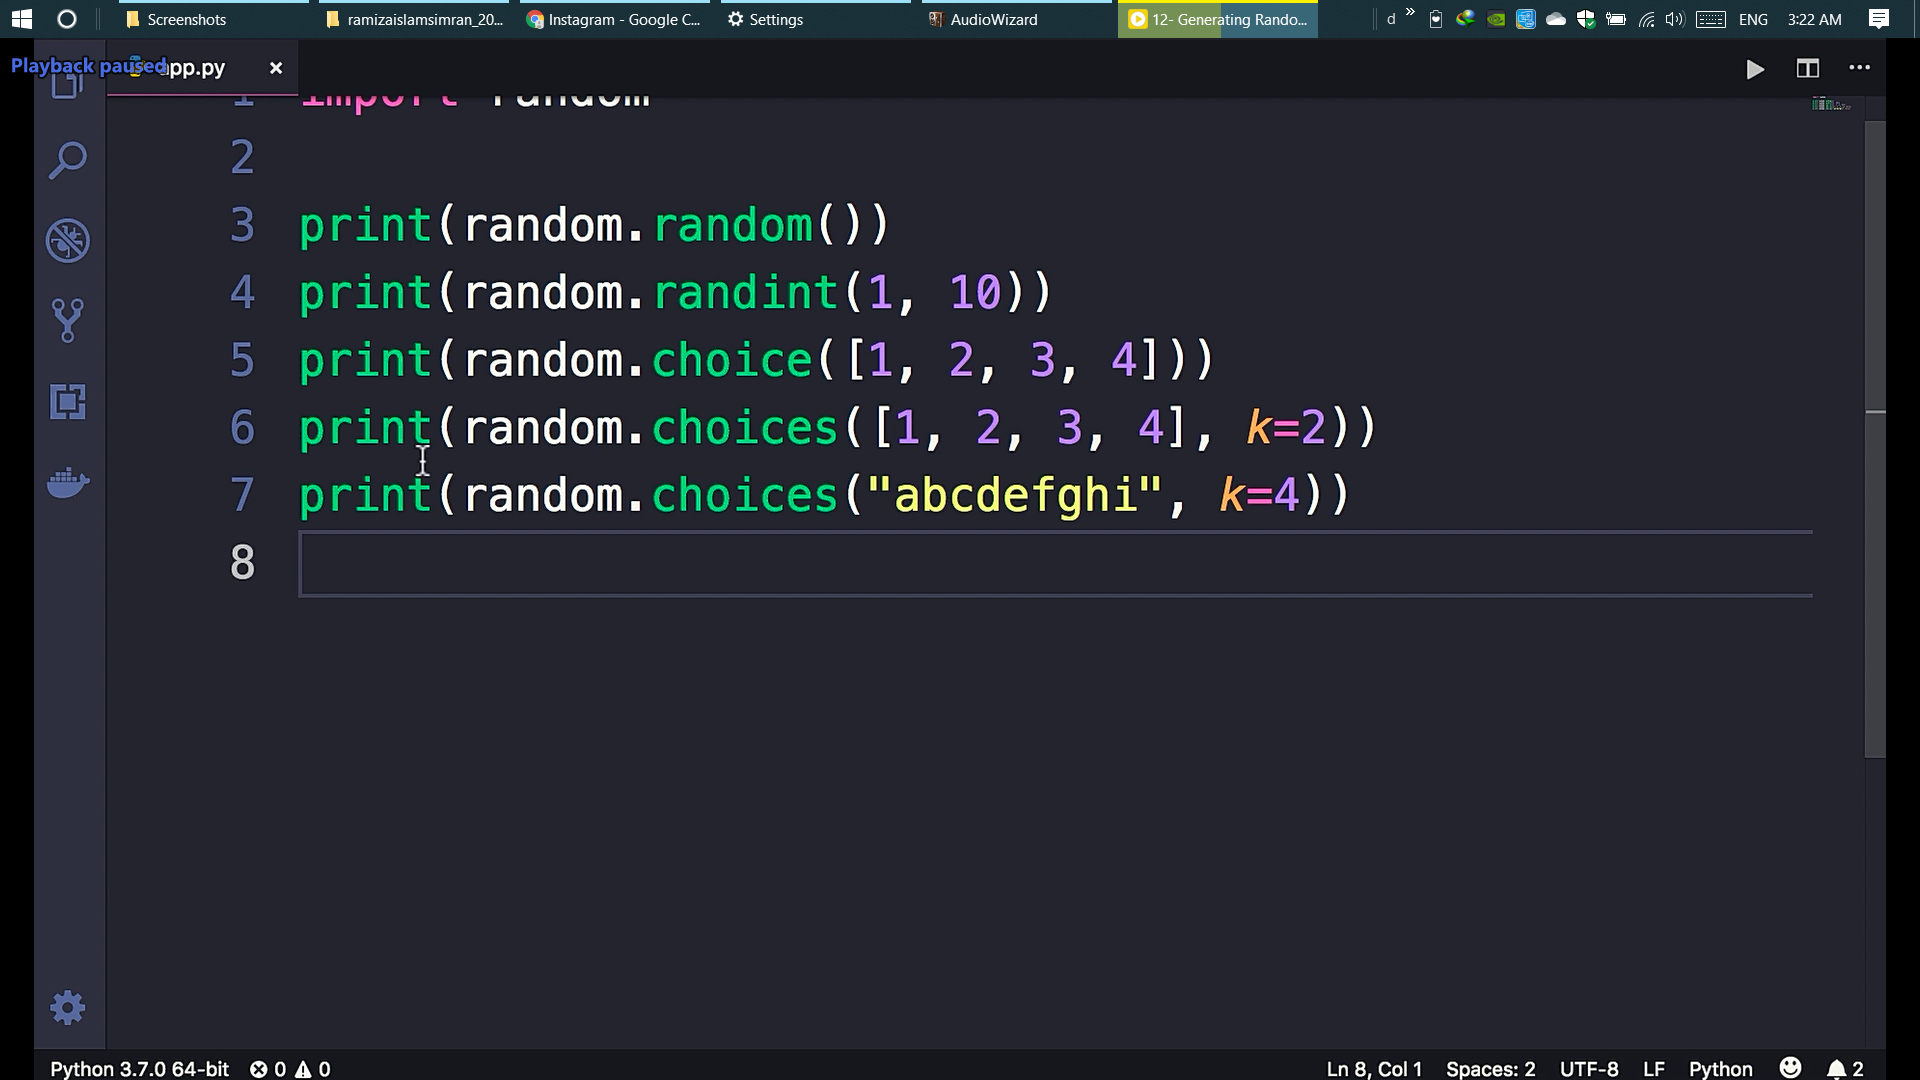 Screenshots
ramizaislamsimran_20...
Instagram - Google C...
Settings
AudioWizard
12- Generating Rando...
d
ENG
3:22 AM
Playback paused
app.py
1 import random
2
3 print(random.random())
4 print(random.randint(1, 10))
5 print(random.choice([1, 2, 3, 4]))
6 print(random.choices([1, 2, 3, 4], k=2))
7 print(random.choices("abcdefghi", k=4))
8
Python 3.7.0 64-bit 0 0 Ln 8, Col 1 Spaces: 2 UTF-8 LF Python 2